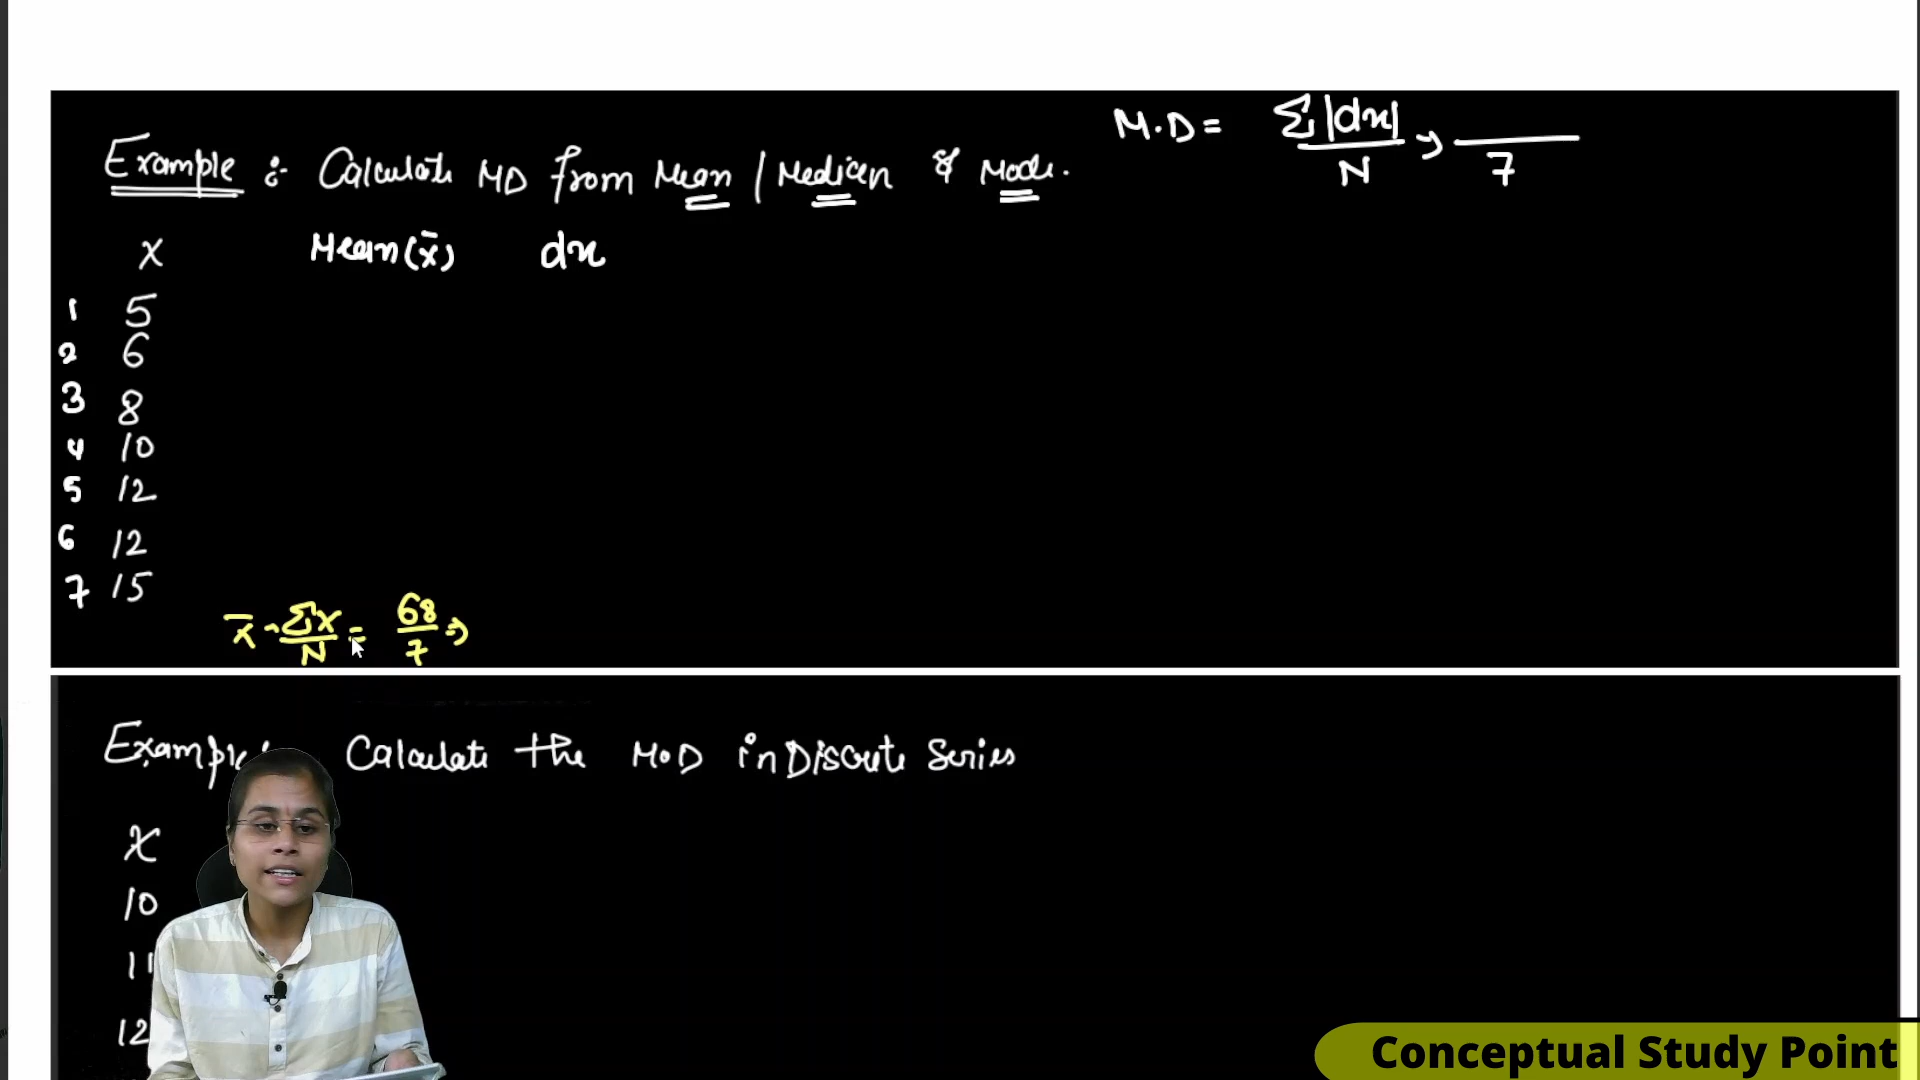 M.D = Σ|dx| / N → / 7
Example :- Calculate MD from Mean / Median & Mode.
X Mean(x̄) dx
1 5
2 6
3 8
4 10
5 12
6 12
7 15
x̄ - ΣX / N = 68 / 7 →
Example: Calculate the M.D in Discrete Series
X
10
11
12
Conceptual Study Point